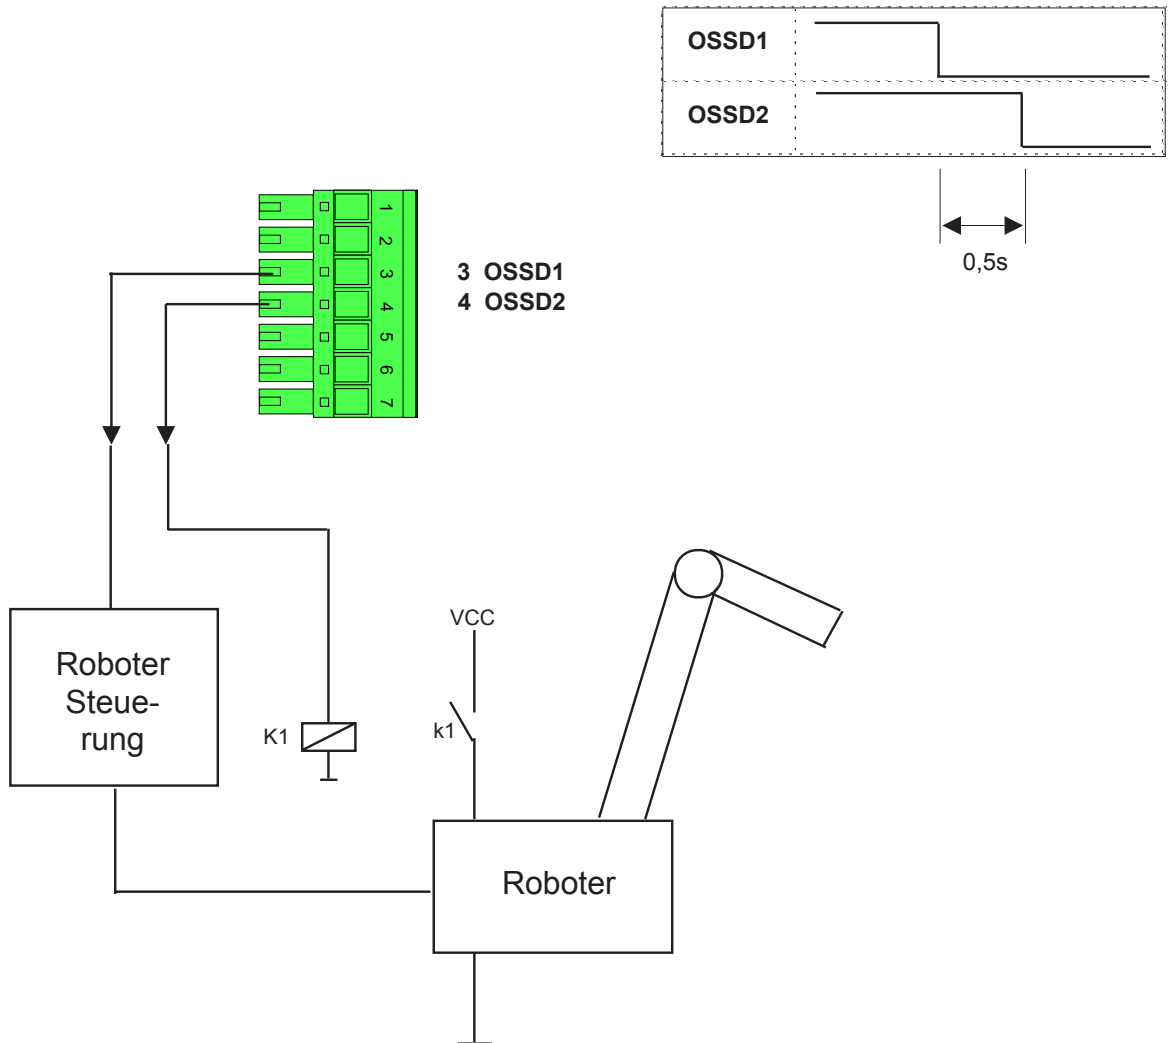 OSSD1
OSSD2
0,5s
1
2
3
4
5
6
7
3 OSSD1
4 OSSD2
Roboter
Steue-
rung
K1
VCC
k1
Roboter